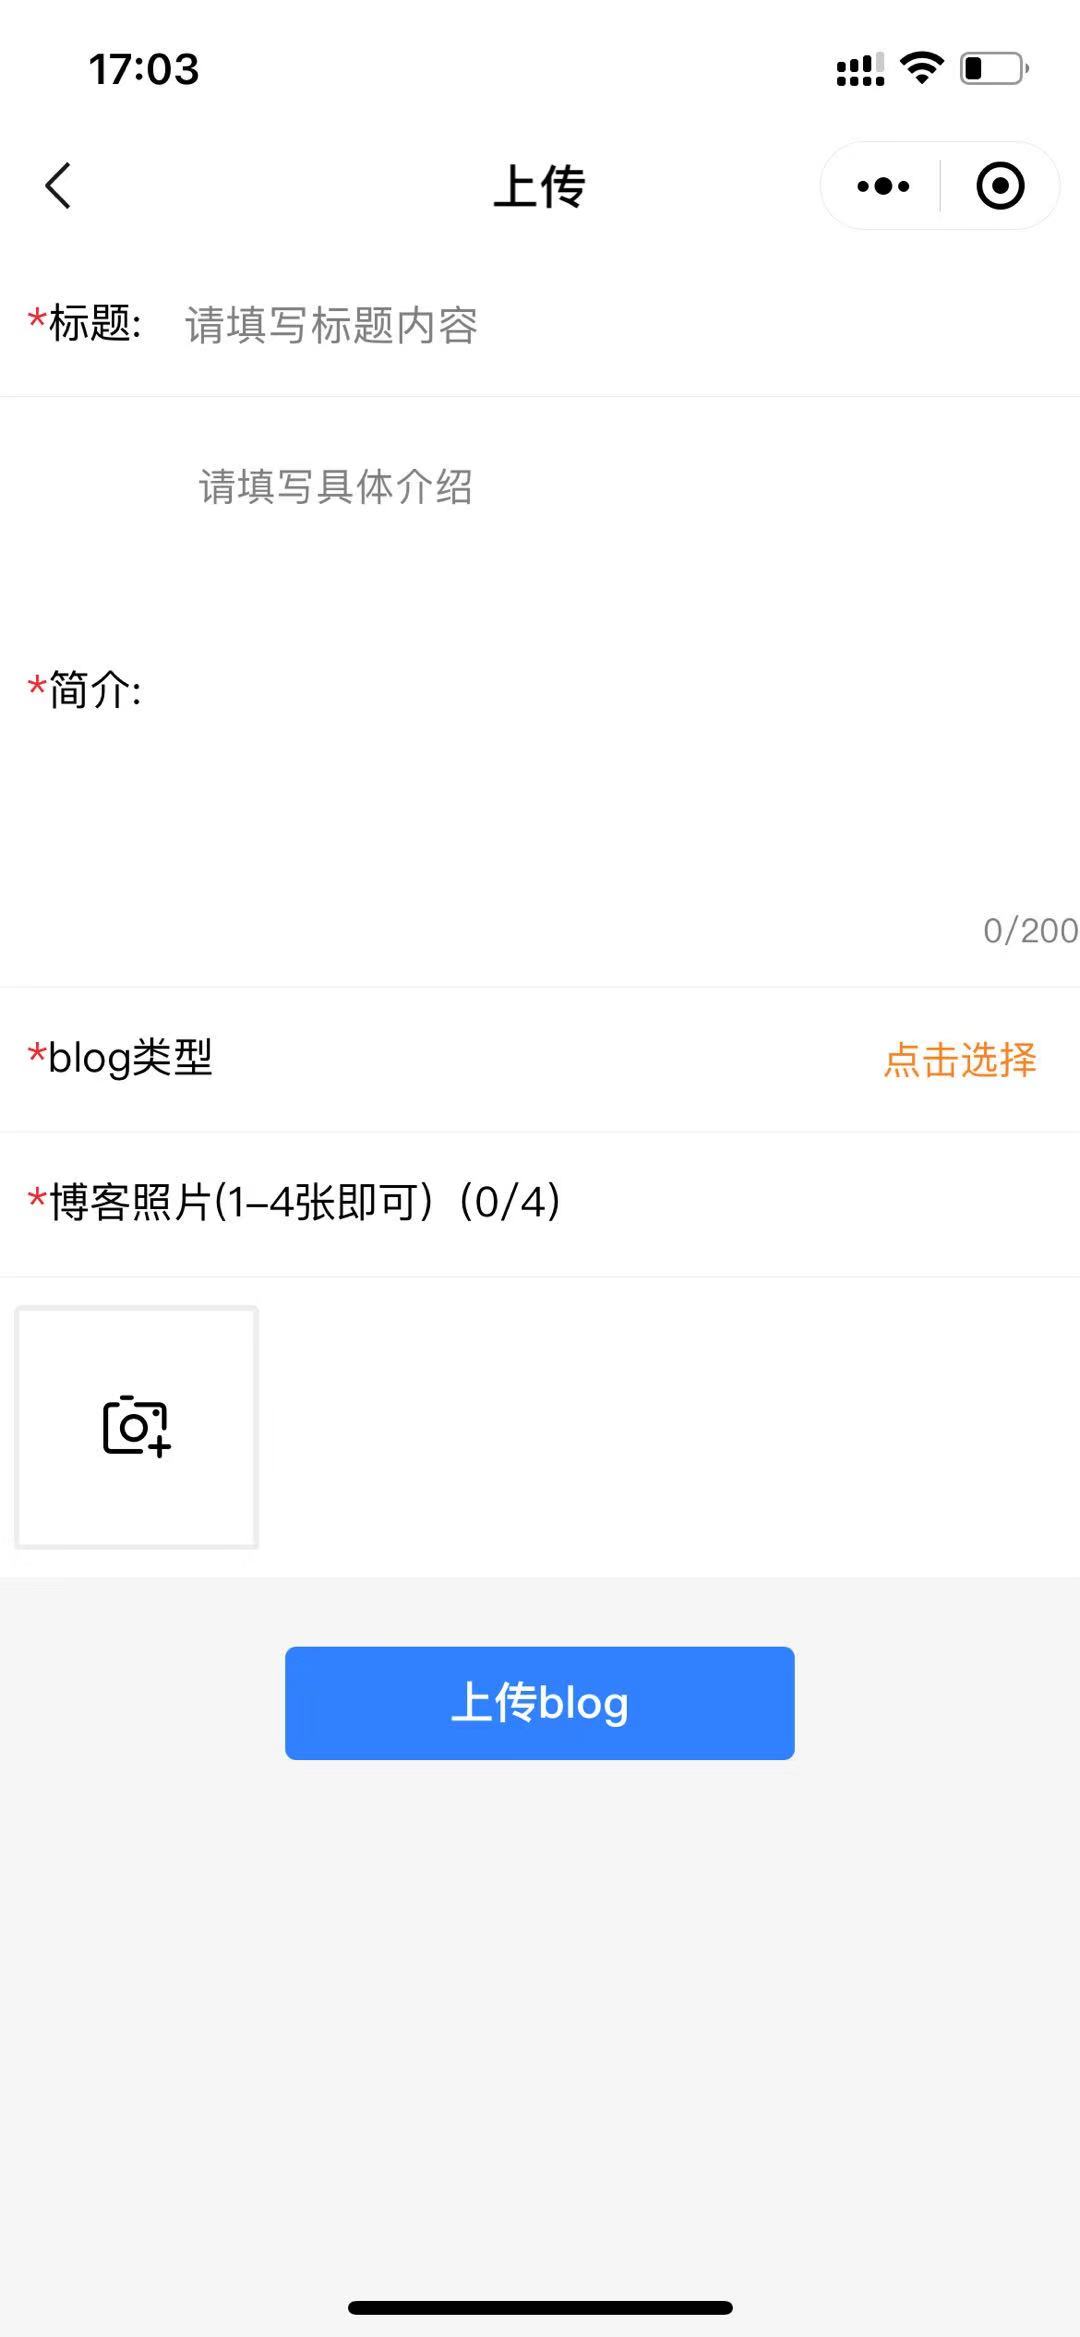 17:03
上传
*标题: 请填写标题内容
请填写具体介绍
*简介:
0/200
*blog类型 点击选择
*博客照片(1-4张即可)(0/4)
上传blog